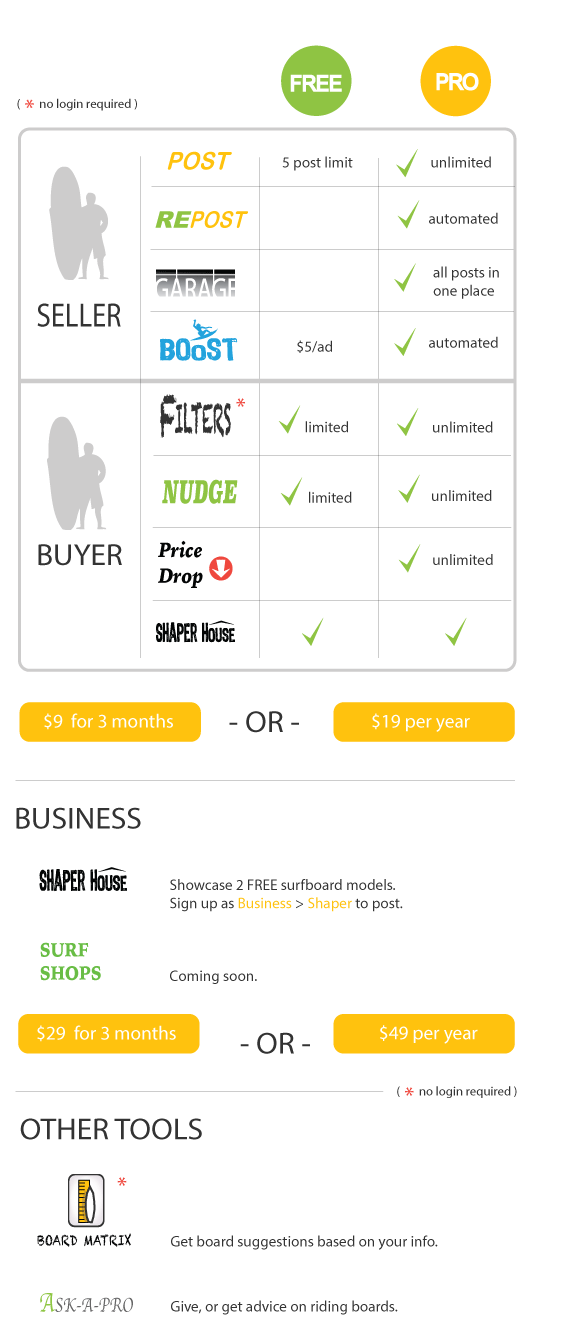 FREE
PRO
( * no login required )
SELLER
POST
5 post limit
unlimited
REPOST
automated
GARAGE
all posts in
one place
BOOST
$5/ad
automated
BUYER
FILTERS *
limited
unlimited
NUDGE
limited
unlimited
Price
Drop
unlimited
SHAPER HOUSE
$9 for 3 months
- OR -
$19 per year
BUSINESS
SHAPER HOUSE
Showcase 2 FREE surfboard models.
Sign up as Business > Shaper to post.
SURF
SHOPS
Coming soon.
$29 for 3 months
- OR -
$49 per year
( * no login required )
OTHER TOOLS
*
BOARD MATRIX
Get board suggestions based on your info.
ASK-A-PRO
Give, or get advice on riding boards.